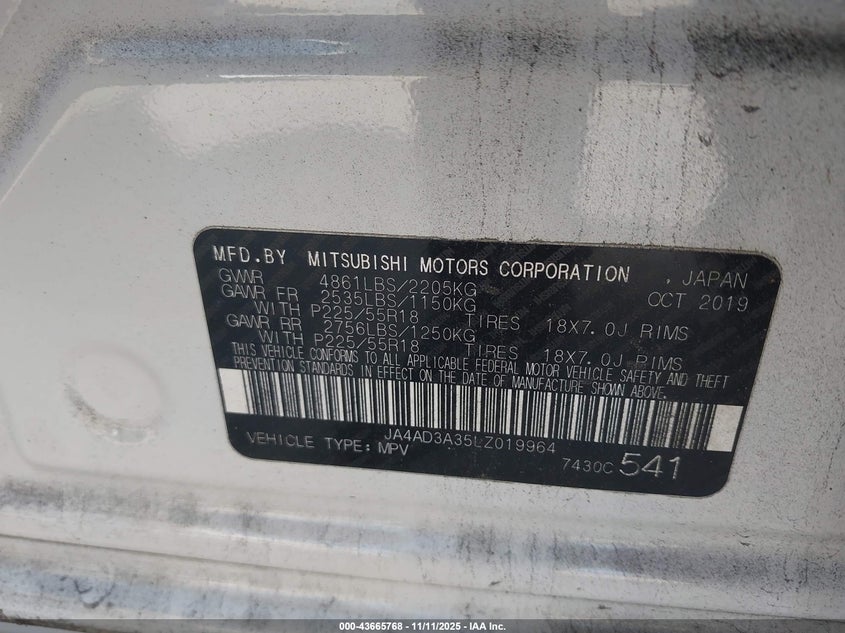 MFD.BY MITSUBISHI MOTORS CORPORATION , JAPAN
GWWR 4861LBS/2205KG OCT 2019
GAWR FR 2535LBS/1150KG
WITH P225/55R18 TIRES 18X7.0J RIMS
GAWR RR 2756LBS/1250KG
WITH P225/55R18 TIRES 18X7.0J RIMS
THIS VEHICLE CONFORMS TO ALL APPLICABLE FEDERAL MOTOR VEHICLE SAFETY AND THEFT
PREVENTION STANDARDS IN EFFECT ON THE DATE OF MANUFACTURE SHOWN ABOVE.
JA4AD3A35LZ019964
VEHICLE TYPE: MPV 7430C 541
000-43665768 - 11/11/2025 - IAA Inc.